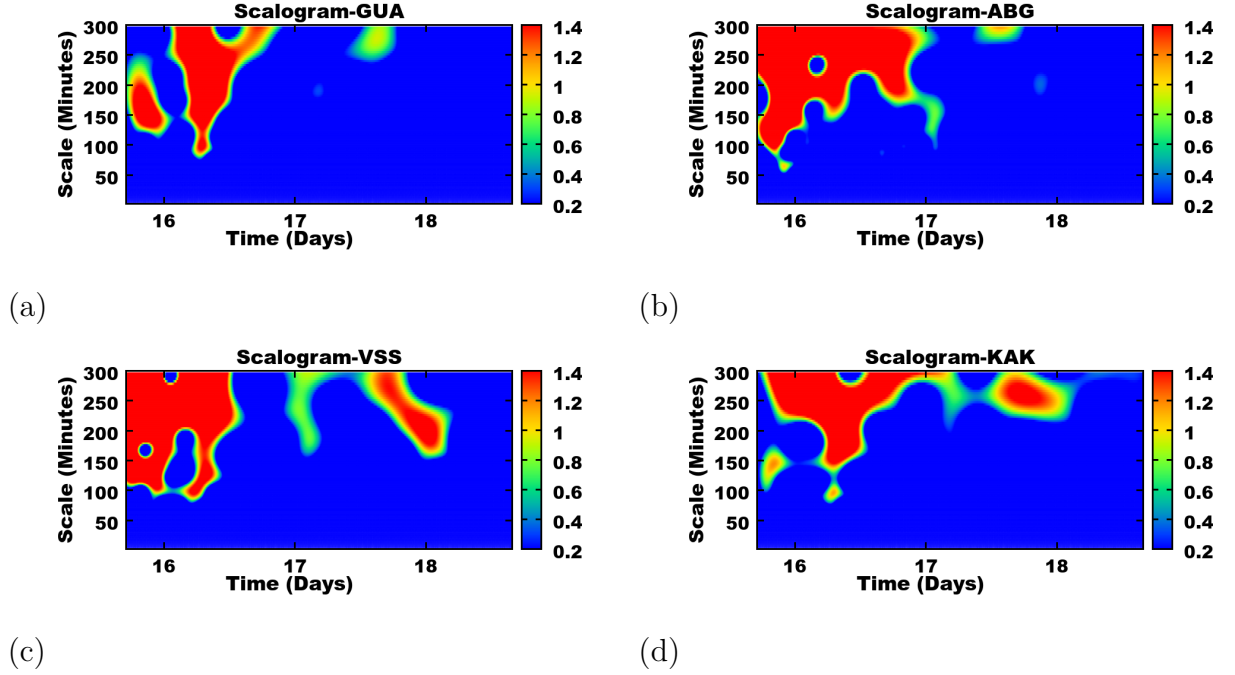 Scalogram-GUA
Scale (Minutes)
300
250
200
150
100
50
16 17 18
Time (Days)
1.4
1.2
1
0.8
0.6
0.4
0.2
(a)
Scalogram-ABG
Scale (Minutes)
300
250
200
150
100
50
16 17 18
Time (Days)
1.4
1.2
1
0.8
0.6
0.4
0.2
(b)
Scalogram-VSS
Scale (Minutes)
300
250
200
150
100
50
16 17 18
Time (Days)
1.4
1.2
1
0.8
0.6
0.4
0.2
(c)
Scalogram-KAK
Scale (Minutes)
300
250
200
150
100
50
16 17 18
Time (Days)
1.4
1.2
1
0.8
0.6
0.4
0.2
(d)